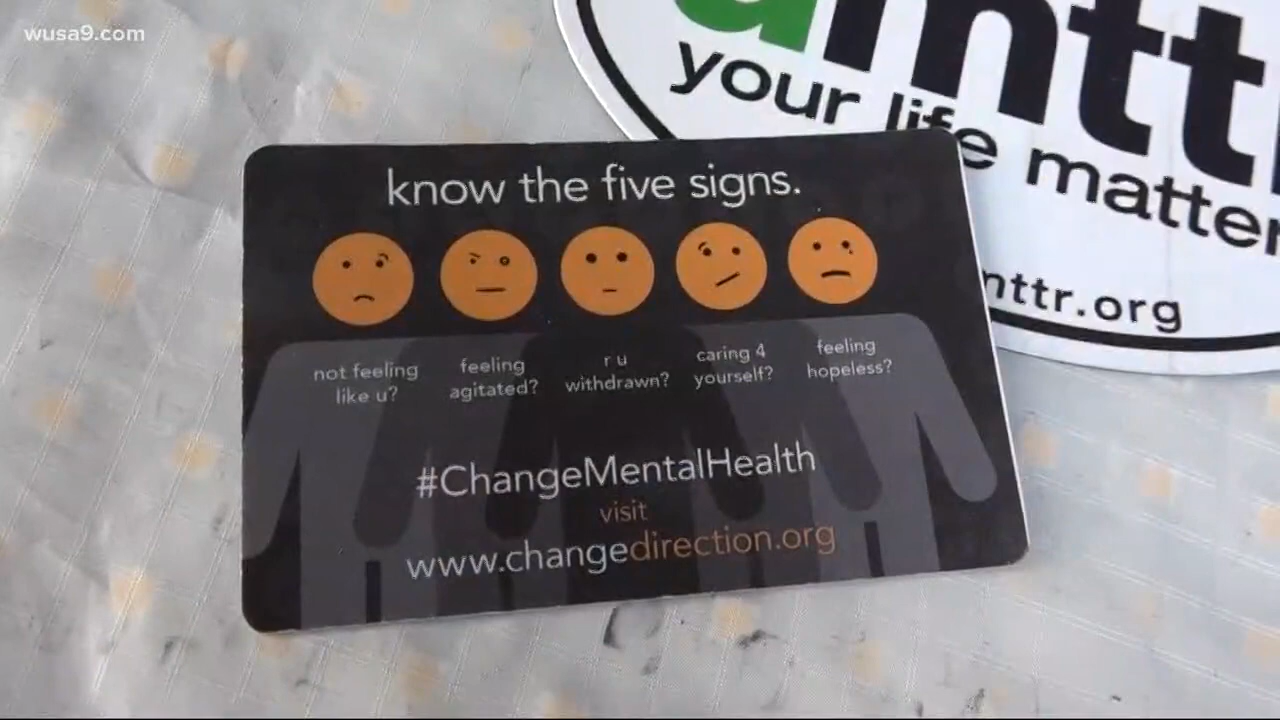 wusa9.com
know the five signs.
not feeling
like u?
feeling
agitated?
r u
withdrawn?
caring 4
yourself?
feeling
hopeless?
#ChangeMentalHealth
visit
www.changedirection.org
your life matter
nttr.org